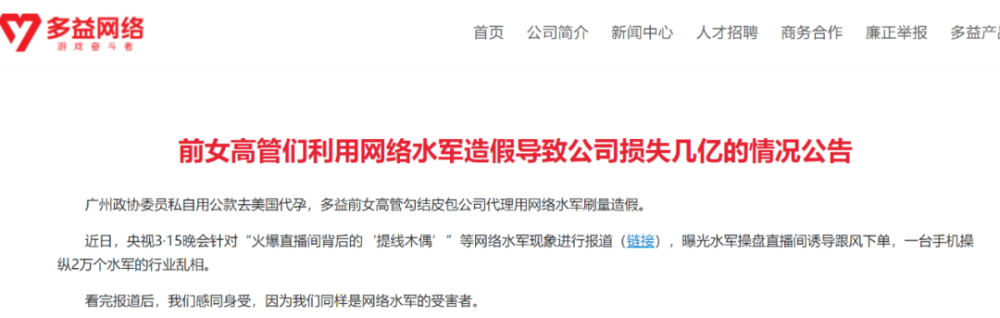 多益网络
游戏奋斗者
首页 公司简介 新闻中心 人才招聘 商务合作 廉正举报 多益产品
前女高管们利用网络水军造假导致公司损失几亿的情况公告
广州政协委员私自用公款去美国代孕，多益前女高管勾结皮包公司代理用网络水军刷量造假。
近日，央视3·15晚会针对“火爆直播间背后的‘提线木偶’”等网络水军现象进行报道（链接），曝光水军操盘直播间诱导跟风下单，一台手机操
纵2万个水军的行业乱相。
看完报道后，我们感同身受，因为我们同样是网络水军的受害者。